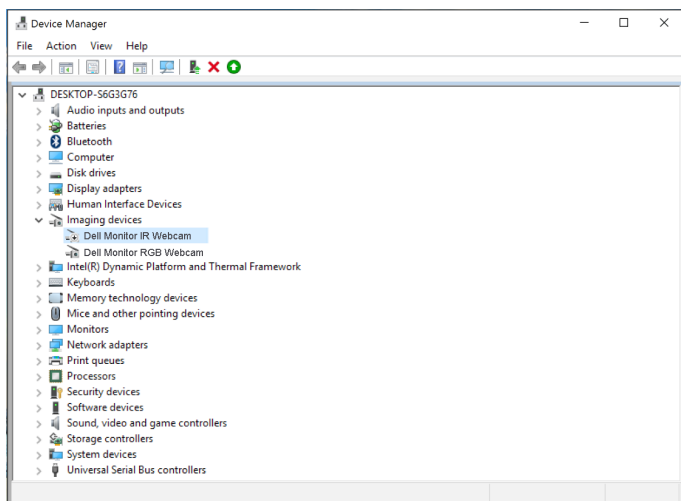 Device Manager
File Action View Help
DESKTOP-S6G3G76
Audio inputs and outputs
Batteries
Bluetooth
Computer
Disk drives
Display adapters
Human Interface Devices
Imaging devices
Dell Monitor IR Webcam
Dell Monitor RGB Webcam
Intel(R) Dynamic Platform and Thermal Framework
Keyboards
Memory technology devices
Mice and other pointing devices
Monitors
Network adapters
Print queues
Processors
Security devices
Software devices
Sound, video and game controllers
Storage controllers
System devices
Universal Serial Bus controllers